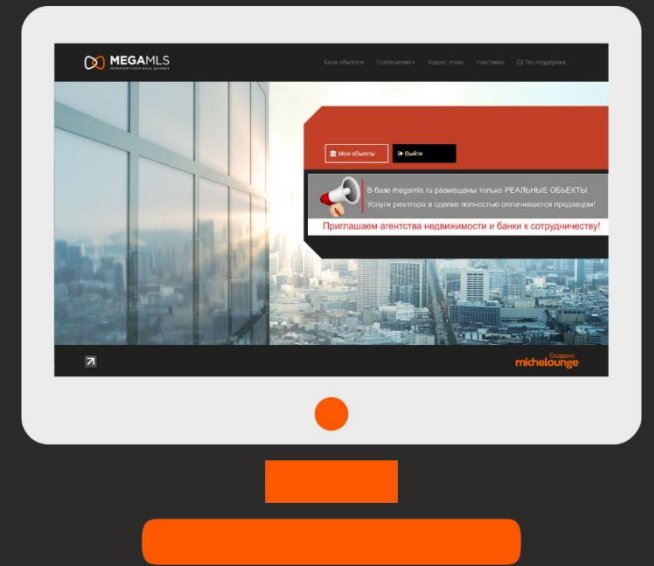 MEGAMLS
База объектов Соглашения Кодекс этики Участники Тех.поддержка
Мои объекты Выйти
В базе megamls.ru размещены только РЕАЛЬНЫЕ ОБЬЕКТЫ
Услуги риэлтора в сделке полностью оплачиваются продавцом!
Приглашаем агентства недвижимости и банки к сотрудничеству!
Создано
michelounge